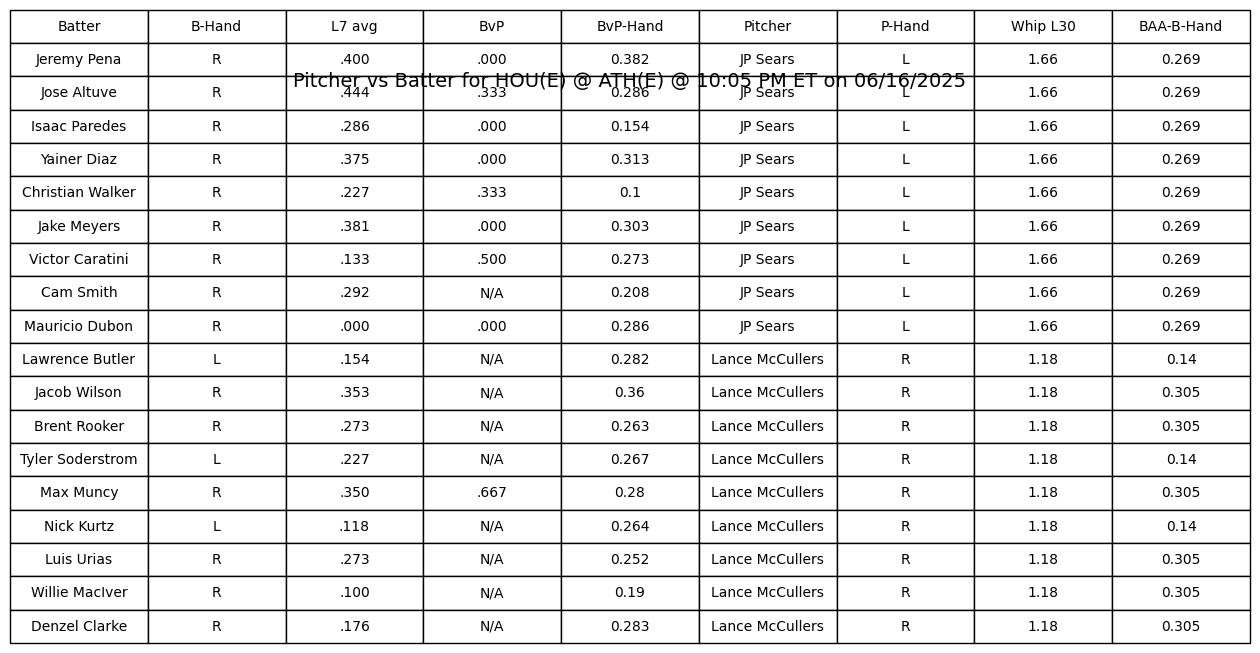 Batter B-Hand L7 avg BvP BvP-Hand Pitcher P-Hand Whip L30 BAA-B-Hand
Jeremy Pena R .400 .000 0.382 JP Sears L 1.66 0.269
Pitcher vs Batter for HOU(E) @ ATH(E) @ 10:05 PM ET on 06/16/2025
Jose Altuve R .444 .333 0.286 JP Sears L 1.66 0.269
Isaac Paredes R .286 .000 0.154 JP Sears L 1.66 0.269
Yainer Diaz R .375 .000 0.313 JP Sears L 1.66 0.269
Christian Walker R .227 .333 0.1 JP Sears L 1.66 0.269
Jake Meyers R .381 .000 0.303 JP Sears L 1.66 0.269
Victor Caratini R .133 .500 0.273 JP Sears L 1.66 0.269
Cam Smith R .292 N/A 0.208 JP Sears L 1.66 0.269
Mauricio Dubon R .000 .000 0.286 JP Sears L 1.66 0.269
Lawrence Butler L .154 N/A 0.282 Lance McCullers R 1.18 0.14
Jacob Wilson R .353 N/A 0.36 Lance McCullers R 1.18 0.305
Brent Rooker R .273 N/A 0.263 Lance McCullers R 1.18 0.305
Tyler Soderstrom L .227 N/A 0.267 Lance McCullers R 1.18 0.14
Max Muncy R .350 .667 0.28 Lance McCullers R 1.18 0.305
Nick Kurtz L .118 N/A 0.264 Lance McCullers R 1.18 0.14
Luis Urias R .273 N/A 0.252 Lance McCullers R 1.18 0.305
Willie MacIver R .100 N/A 0.19 Lance McCullers R 1.18 0.305
Denzel Clarke R .176 N/A 0.283 Lance McCullers R 1.18 0.305